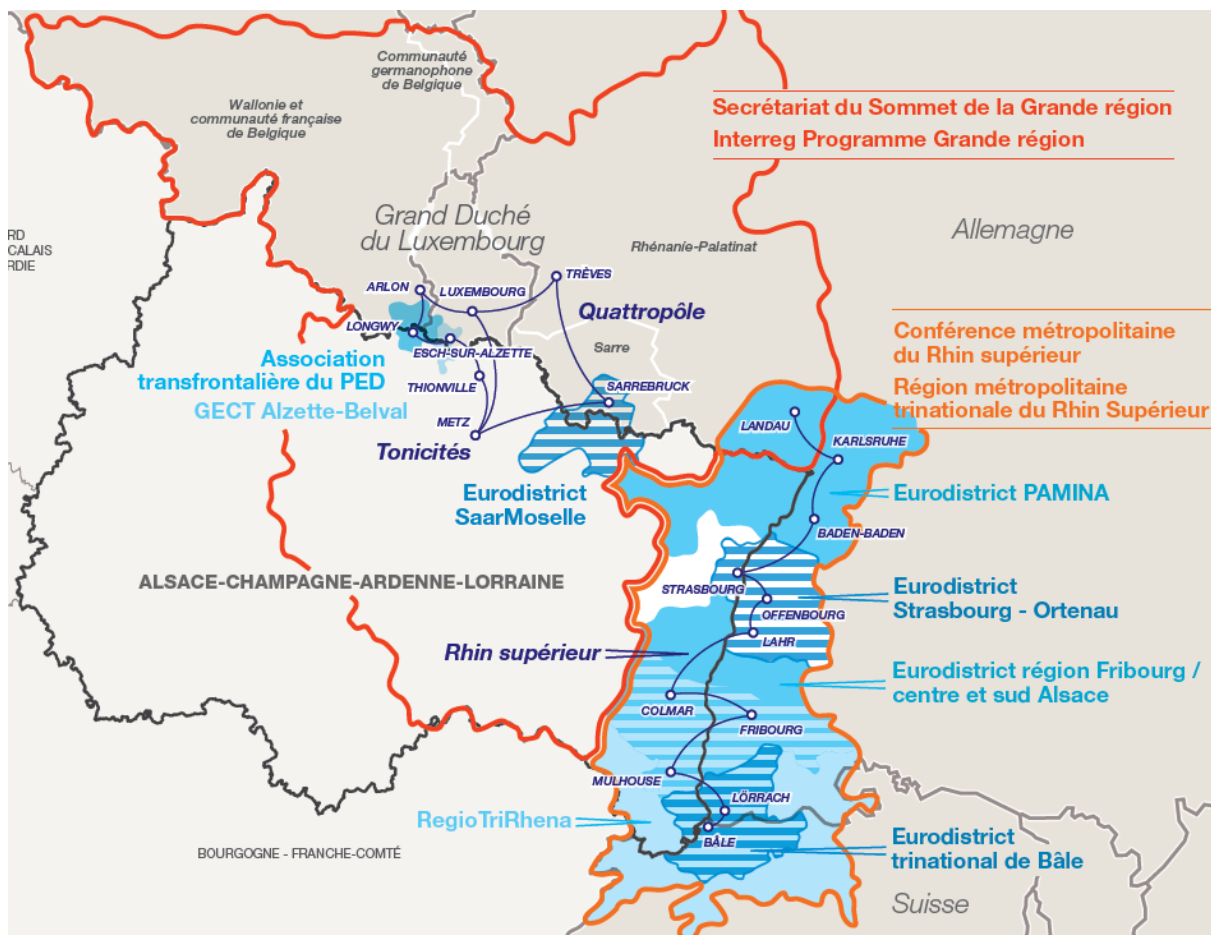 Communauté
germanophone
de Belgique
Wallonie et
communauté française
de Belgique
Secrétariat du Sommet de la Grande région
Interreg Programme Grande région
Grand Duché
du Luxembourg
Allemagne
RD
CALAIS
RDIE
Rhénanie-Palatinat
TRÈVES
ARLON
LUXEMBOURG
Quattropôle
LONGWY
Conférence métropolitaine
du Rhin supérieur
Région métropolitaine
trinationale du Rhin Supérieur
Sarre
ESCH-SUR-ALZETTE
Association
transfrontalière du PED
GECT Alzette-Belval
THIONVILLE
SARREBRUCK
METZ
LANDAU
KARLSRUHE
Tonicités
Eurodistrict
SaarMoselle
Eurodistrict PAMINA
BADEN-BADEN
ALSACE-CHAMPAGNE-ARDENNE-LORRAINE
STRASBOURG
Eurodistrict
Strasbourg - Ortenau
OFFENBOURG
LAHR
Rhin supérieur
Eurodistrict région Fribourg /
centre et sud Alsace
COLMAR
FRIBOURG
MULHOUSE
LÖRRACH
RegioTriRhena
BÂLE
Eurodistrict
trinational de Bâle
BOURGOGNE - FRANCHE-COMTÉ
Suisse